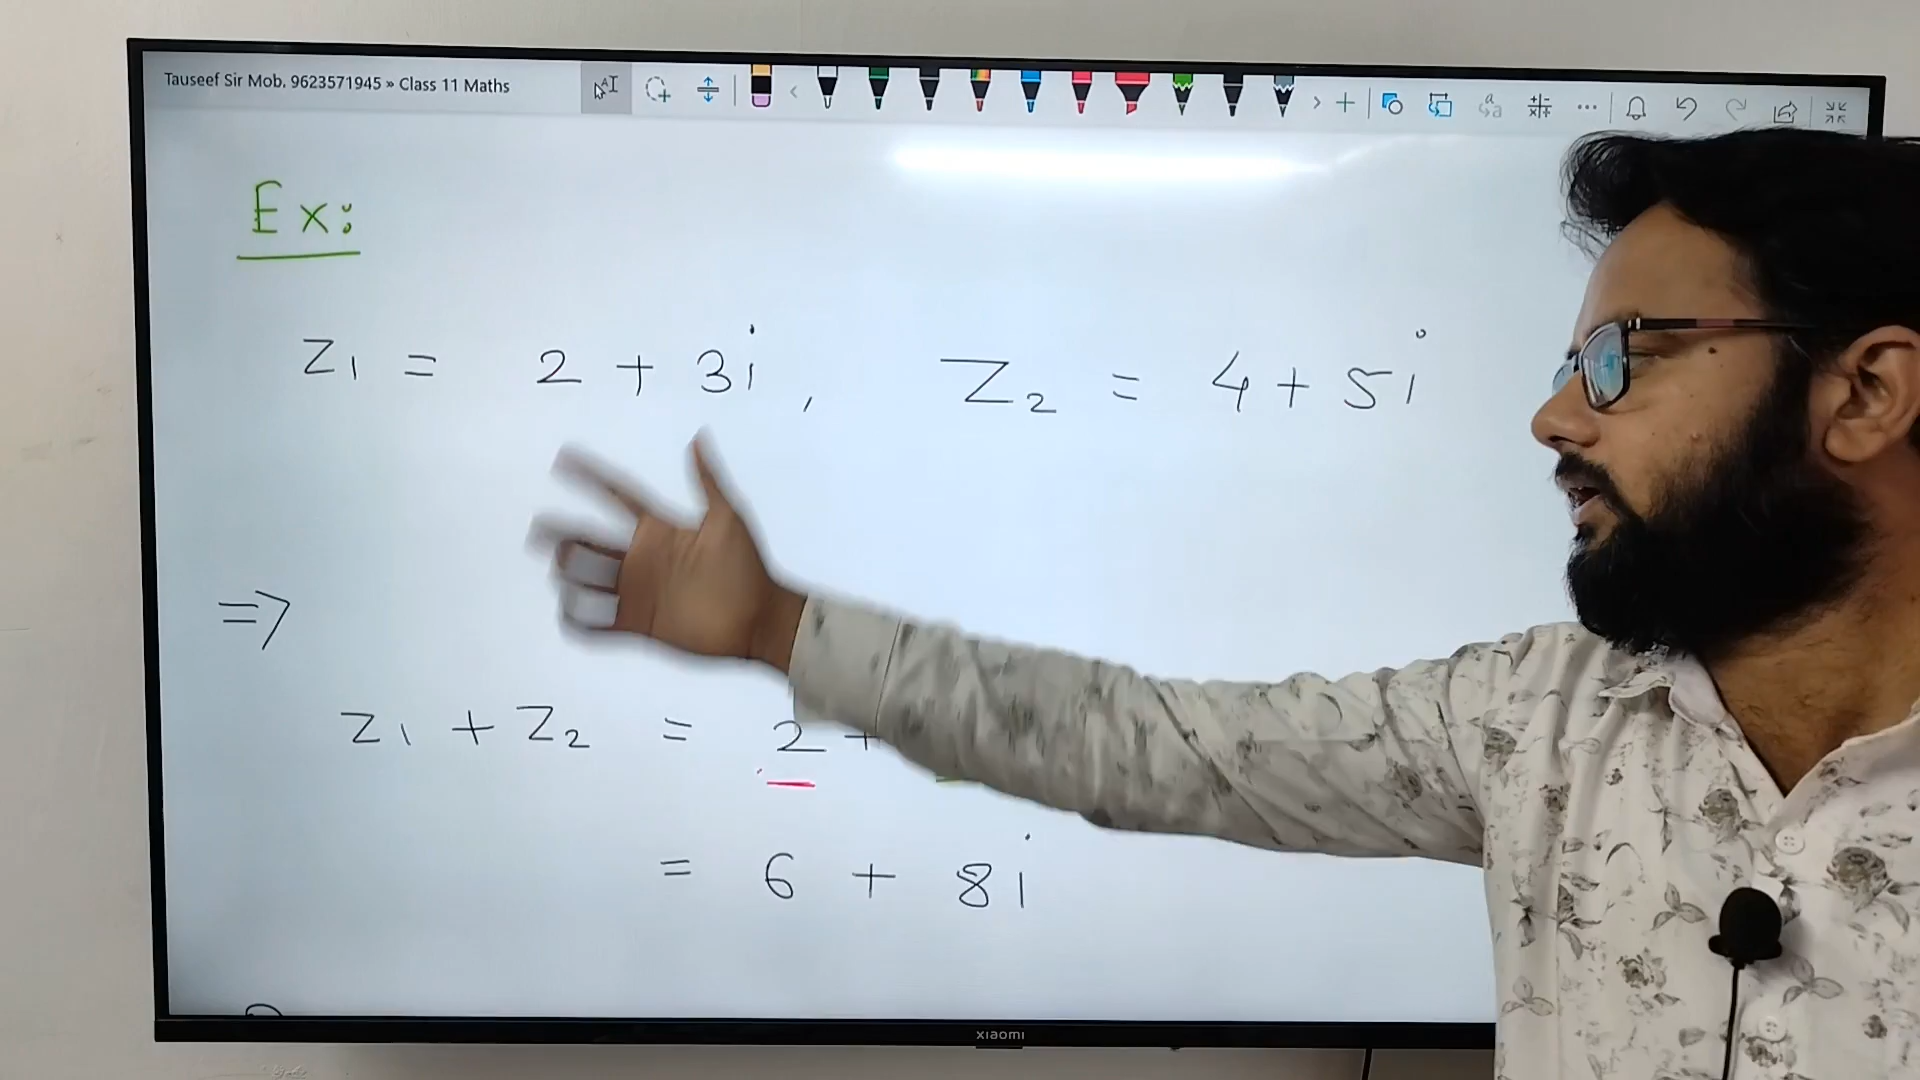 Tauseef Sir Mob. 9623571945 » Class 11 Maths
Ex:
z₁ = 2 + 3i , Z₂ = 4 + 5i
=>
z₁ + z₂ = 2 +
= 6 + 8i
xiaomi